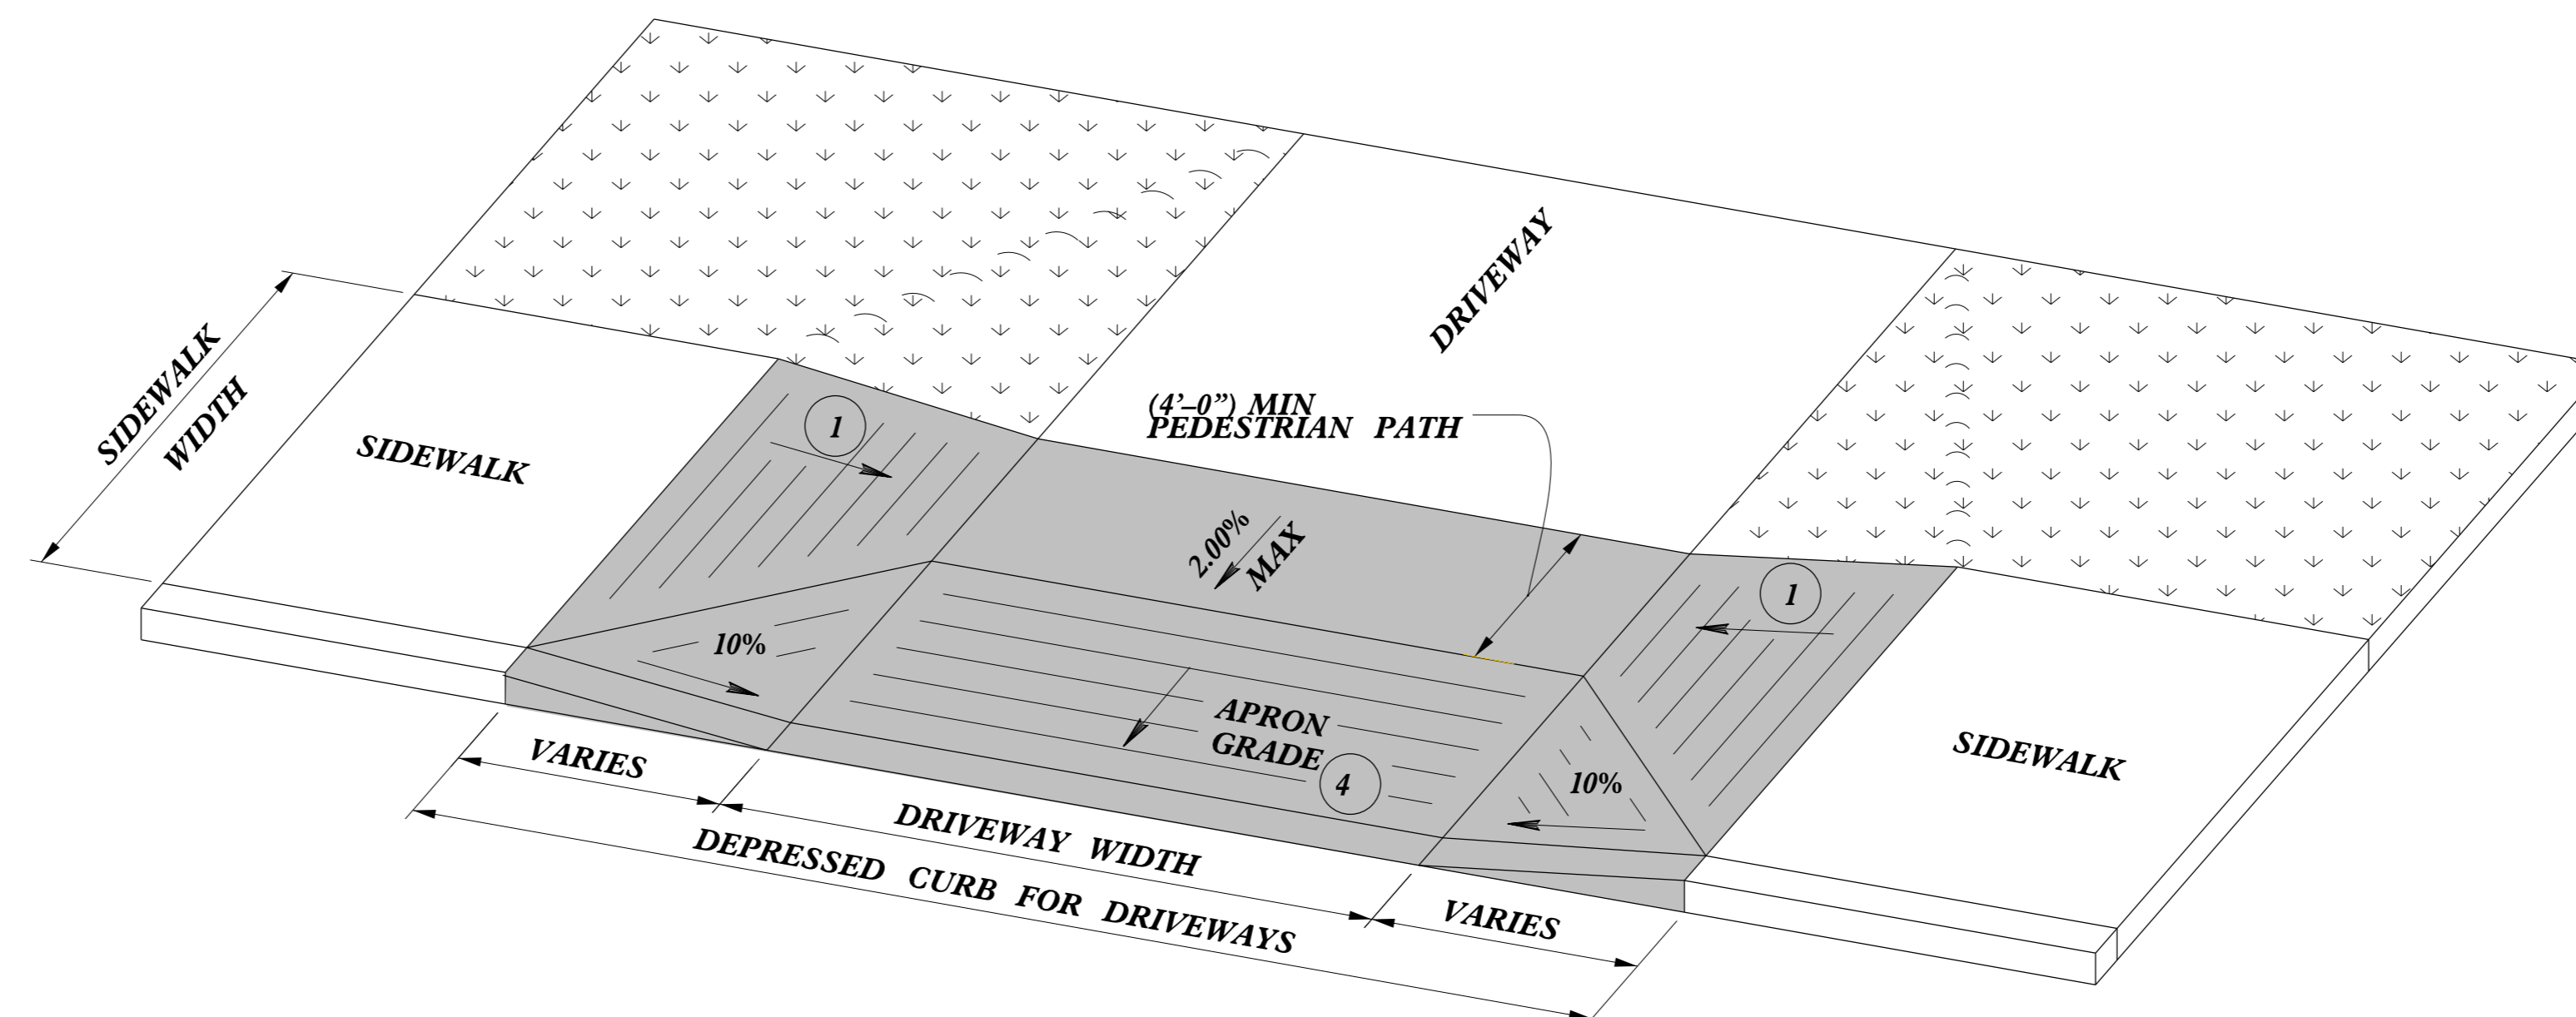 DRIVEWAY
SIDEWALK
WIDTH
(4'–0") MIN
PEDESTRIAN PATH
1
SIDEWALK
2.00%
MAX
1
10%
APRON
GRADE
4
10%
SIDEWALK
VARIES
DRIVEWAY WIDTH
VARIES
DEPRESSED CURB FOR DRIVEWAYS